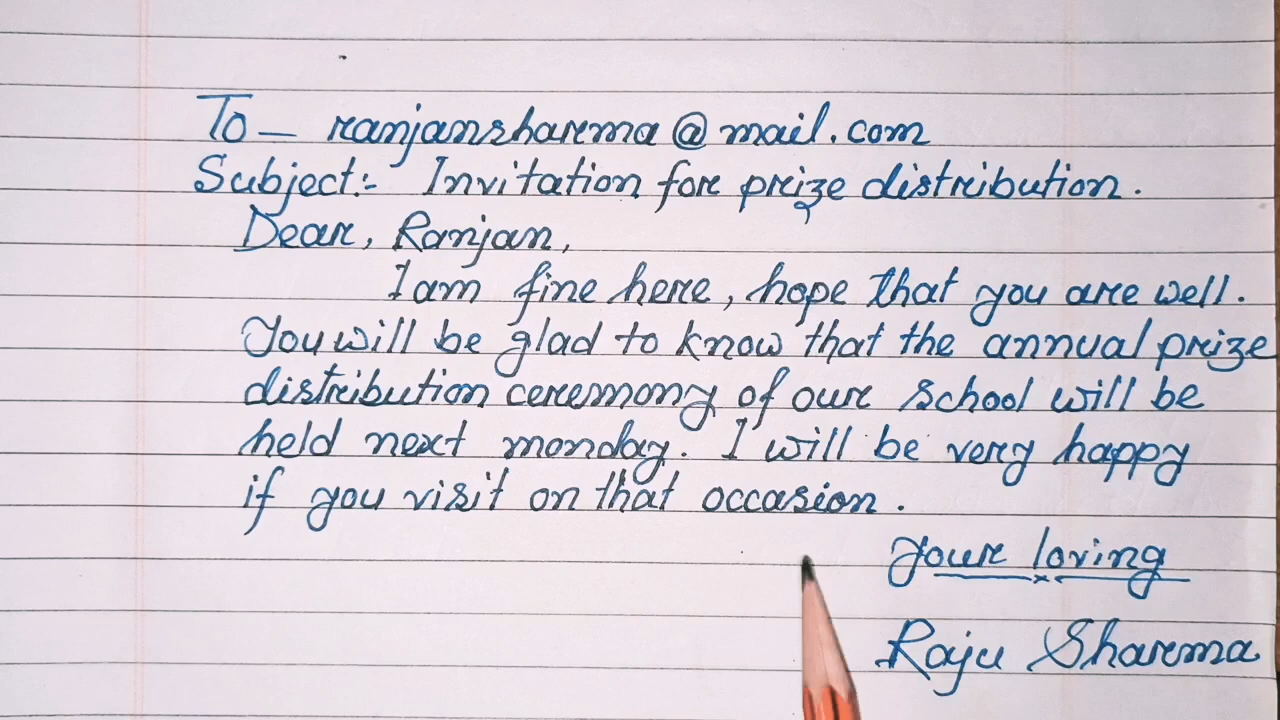 To - ranjansharma@mail.com
Subject:- Invitation for prize distribution.
Dear, Ranjan,
I am fine here, hope that you are well.
You will be glad to know that the annual prize
distribution ceremony of our school will be
held next monday. I will be very happy
if you visit on that occasion.
Your loving
Raju Sharma